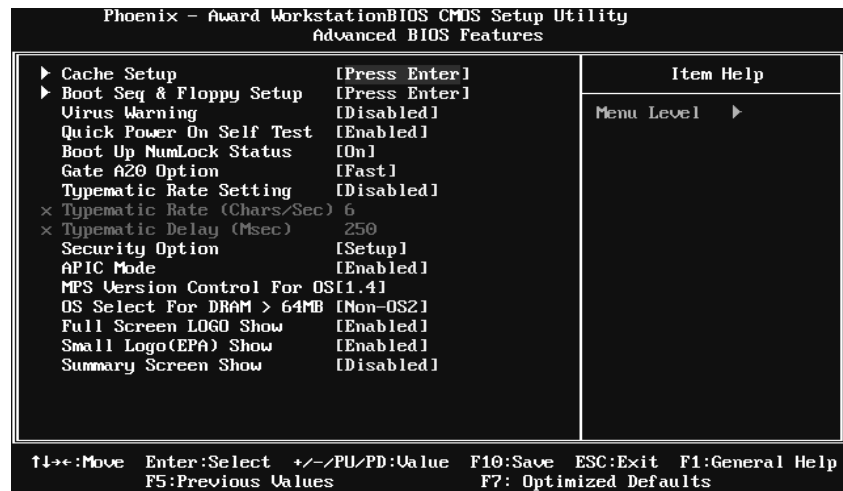 Phoenix – Award WorkstationBIOS CMOS Setup Utility
Advanced BIOS Features
▶ Cache Setup [Press Enter]
▶ Boot Seq & Floppy Setup [Press Enter]
Virus Warning [Disabled]
Quick Power On Self Test [Enabled]
Boot Up NumLock Status [On]
Gate A20 Option [Fast]
Typematic Rate Setting [Disabled]
x Typematic Rate (Chars/Sec) 6
x Typematic Delay (Msec) 250
Security Option [Setup]
APIC Mode [Enabled]
MPS Version Control For OS[1.4]
OS Select For DRAM > 64MB [Non-OS2]
Full Screen LOGO Show [Enabled]
Small Logo(EPA) Show [Enabled]
Summary Screen Show [Disabled]
Item Help
Menu Level ▶
↑↓→←:Move Enter:Select +/-/PU/PD:Value F10:Save ESC:Exit F1:General Help
F5:Previous Values F7: Optimized Defaults